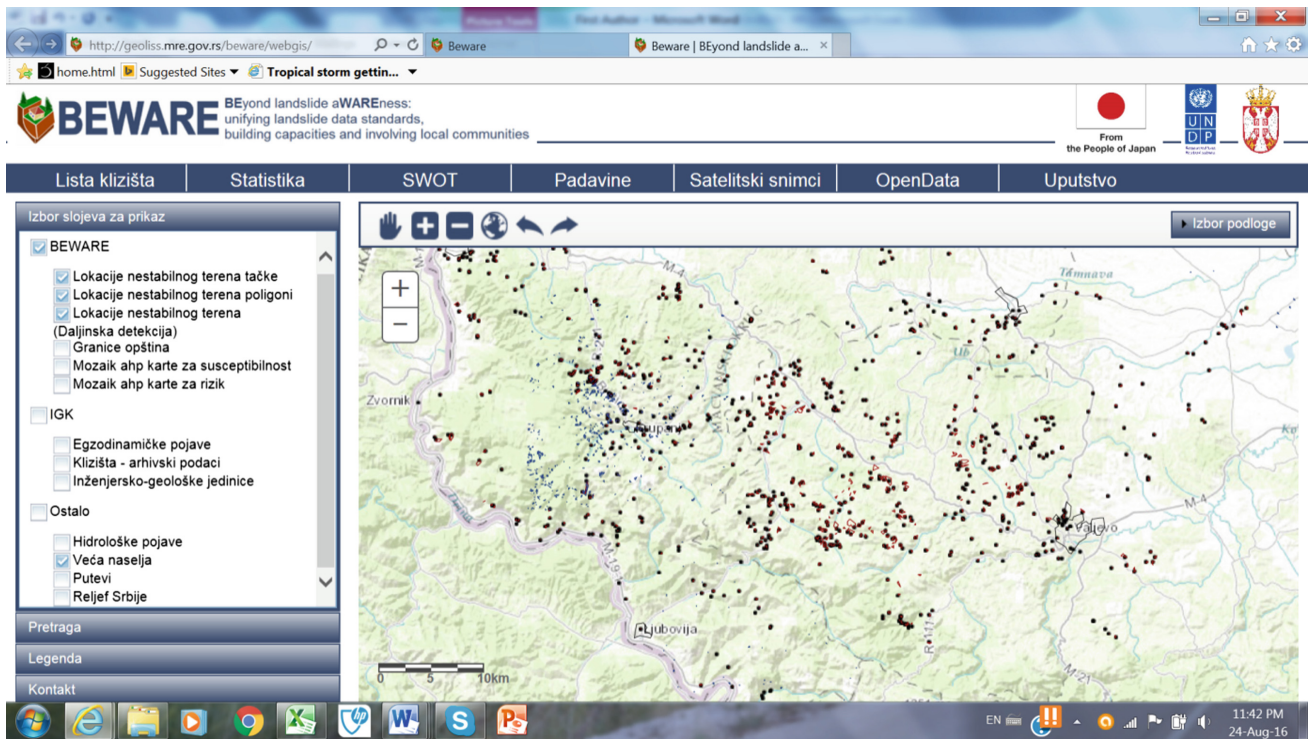 Picture Tools
First Author - Microsoft Word
http://geoliss.mre.gov.rs/beware/webgis/
Beware
Beware | BEyond landslide a...
home.html
Suggested Sites
Tropical storm gettin...
BEWARE
BEyond landslide aWAREness:
unifying landslide data standards,
building capacities and involving local communities
From
the People of Japan
U N
D P
Lista klizišta
Statistika
SWOT
Padavine
Satelitski snimci
OpenData
Uputstvo
Izbor slojeva za prikaz
Izbor podloge
BEWARE
Lokacije nestabilnog terena tačke
Lokacije nestabilnog terena poligoni
Lokacije nestabilnog terena
(Daljinska detekcija)
Granice opština
Mozaik ahp karte za susceptibilnost
Mozaik ahp karte za rizik
IGK
Egzodinamičke pojave
Klizišta - arhivski podaci
Inženjersko-geološke jedinice
Ostalo
Hidrološke pojave
Veća naselja
Putevi
Reljef Srbije
Pretraga
Legenda
Kontakt
+
−
M-4
Tamnava
Ub
Zvornik
M-4
Valjevo
M-19
Ljubovija
R-111
M-21
0 5 10km
EN
11:42 PM
24-Aug-16